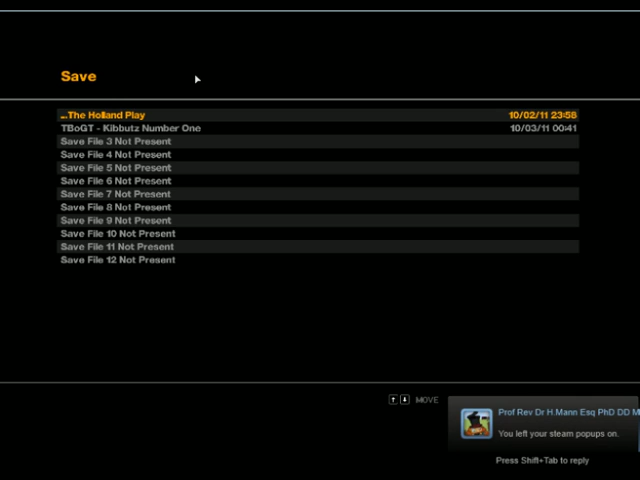 Save
...The Holland Play 10/02/11 23:58
TBoGT - Kibbutz Number One 10/03/11 00:41
Save File 3 Not Present
Save File 4 Not Present
Save File 5 Not Present
Save File 6 Not Present
Save File 7 Not Present
Save File 8 Not Present
Save File 9 Not Present
Save File 10 Not Present
Save File 11 Not Present
Save File 12 Not Present
MOVE
Prof Rev Dr H.Mann Esq PhD DD M
You left your steam popups on.
Press Shift+Tab to reply